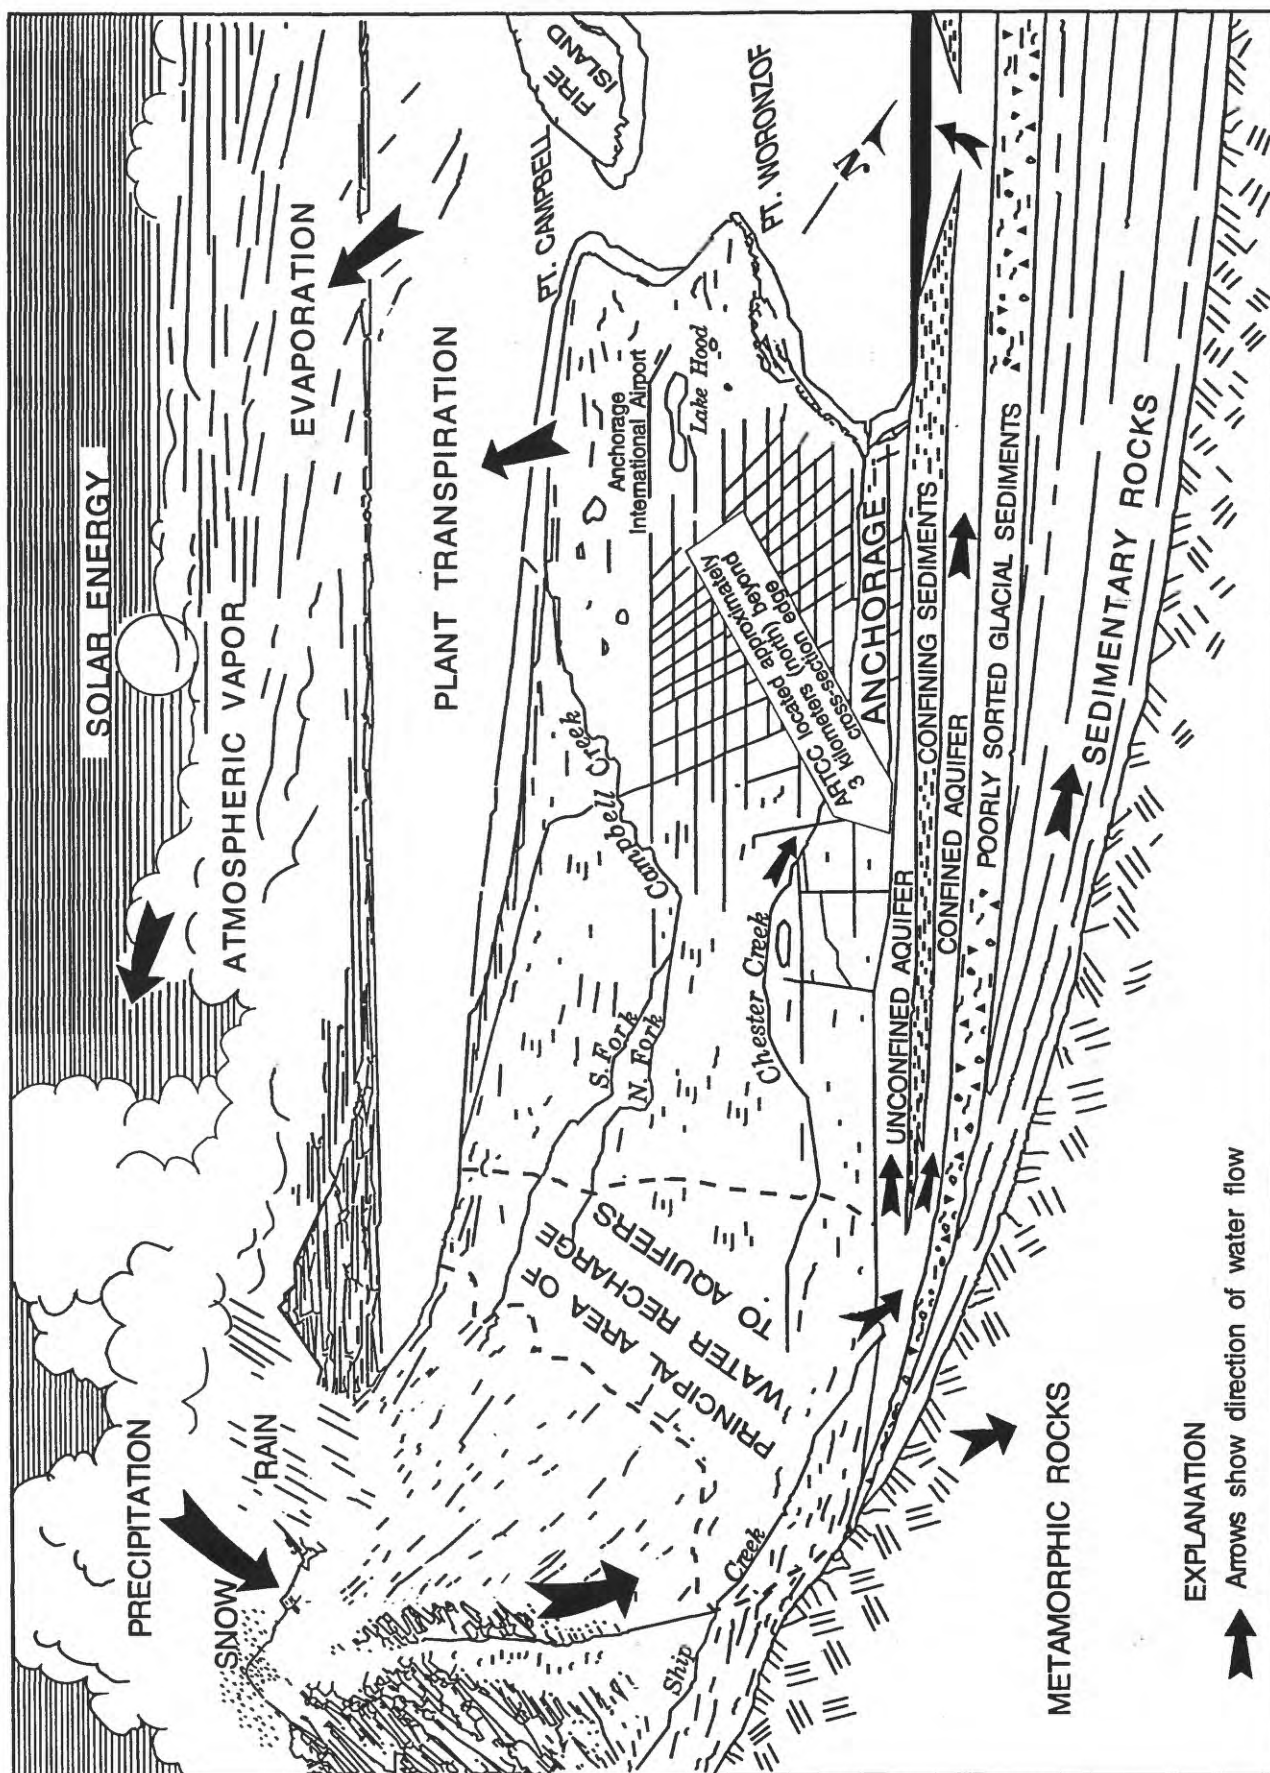 SOLAR ENERGY
PRECIPITATION
ATMOSPHERIC VAPOR
SNOW
RAIN
EVAPORATION
PLANT TRANSPIRATION
PT. CAMPBELL
FIRE
ISLAND
PT. WORONZOF
N
Anchorage
International Airport
Lake Hood
Campbell Creek
S. Fork
N. Fork
Chester Creek
Ship Creek
PRINCIPAL AREA OF
WATER RECHARGE
TO AQUIFERS
ARTCC located approximately
3 kilometers (north) beyond
cross-section edge
ANCHORAGE
UNCONFINED AQUIFER
CONFINING SEDIMENTS
CONFINED AQUIFER
POORLY SORTED GLACIAL SEDIMENTS
SEDIMENTARY ROCKS
METAMORPHIC ROCKS
EXPLANATION
Arrows show direction of water flow